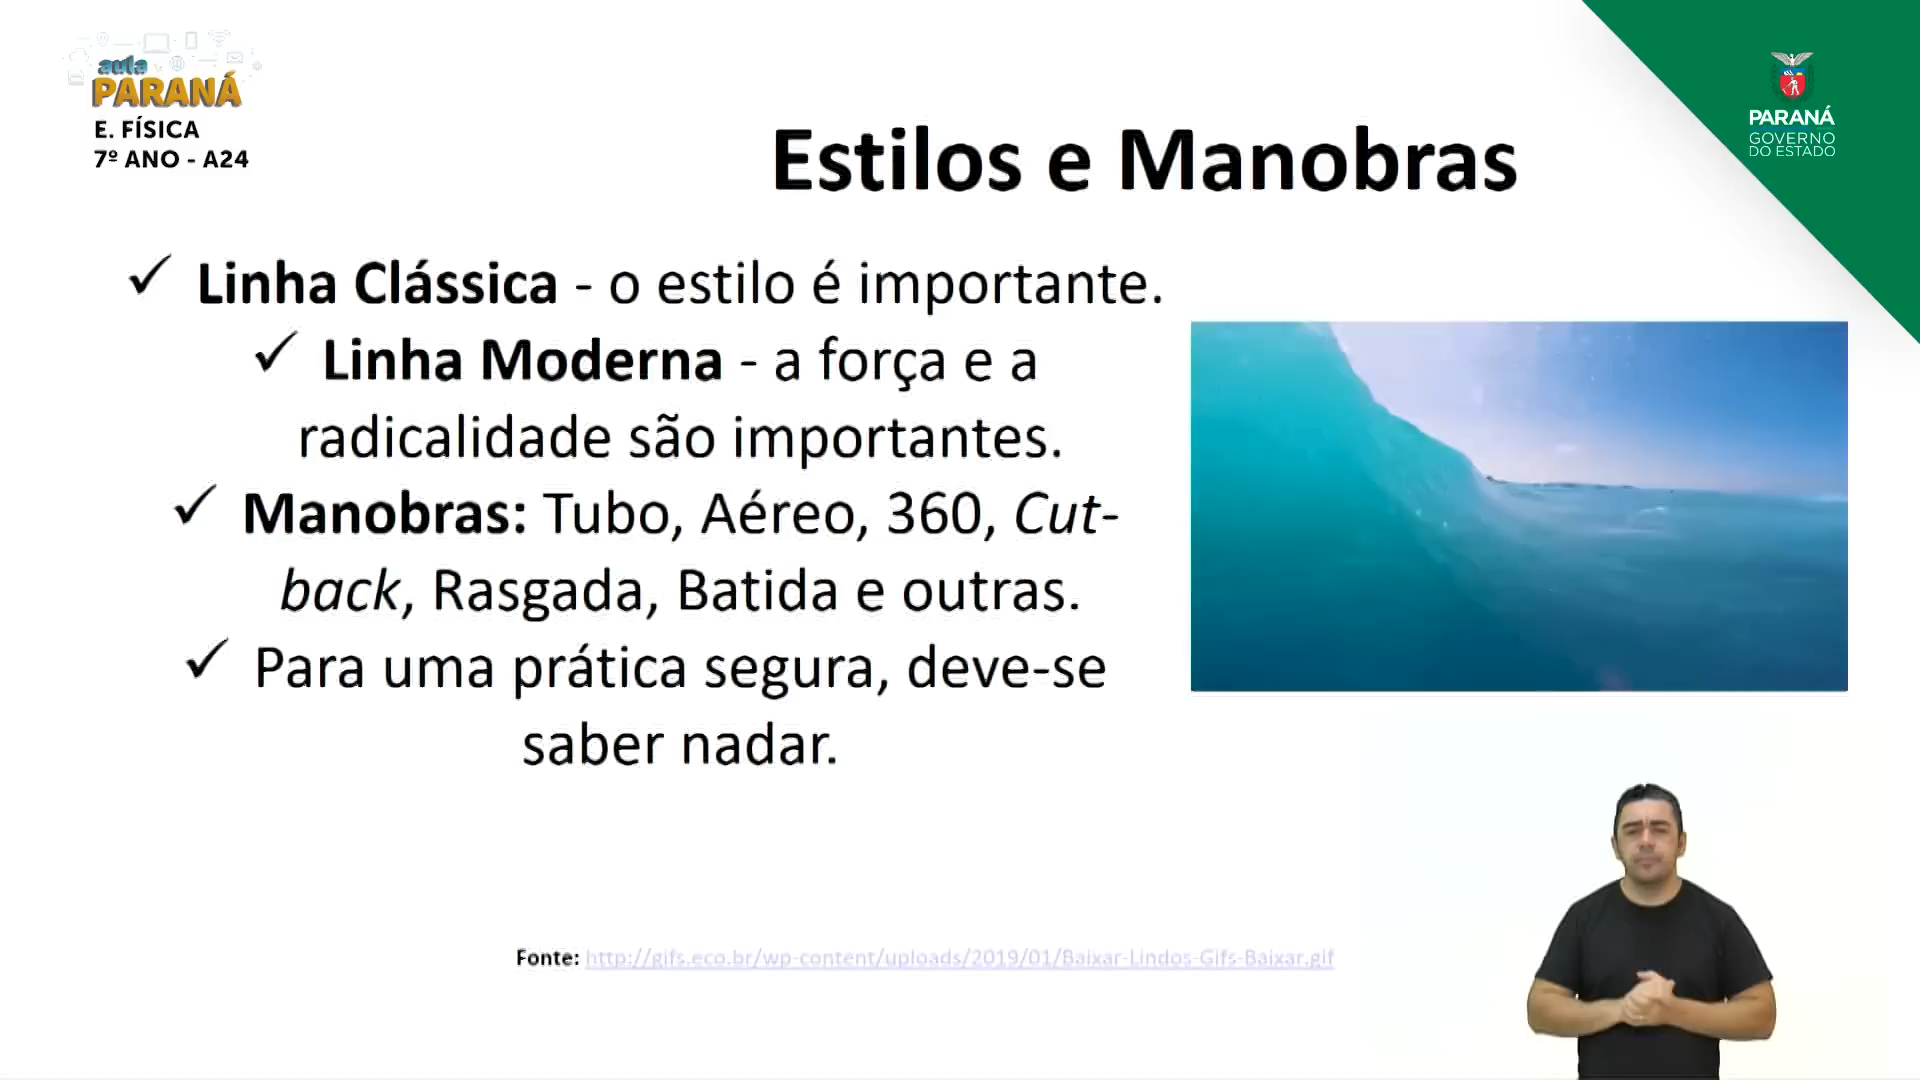 aula
PARANÁ
E. FÍSICA
7º ANO - A24
PARANÁ
GOVERNO
DO ESTADO
Estilos e Manobras
✓ Linha Clássica - o estilo é importante.
✓ Linha Moderna - a força e a
radicalidade são importantes.
✓ Manobras: Tubo, Aéreo, 360, Cut-
back, Rasgada, Batida e outras.
✓ Para uma prática segura, deve-se
saber nadar.
Fonte: http://gifs.eco.br/wp-content/uploads/2019/01/Baixar-Lindos-Gifs-Baixar.gif